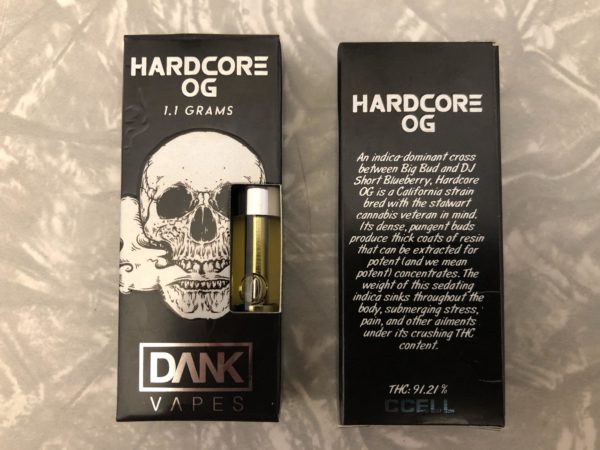 HARDCORE
OG
1.1 GRAMS
DANK
VAPES
HARDCORE
OG
An indica-dominant cross
between Big Bud and DJ
Short Blueberry, Hardcore
OG is a California strain
bred with the stalwart
cannabis veteran in mind.
Its dense, pungent buds
produce thick coats of resin
that can be extracted for
potent (and we mean
potent) concentrates. The
weight of this sedating
indica sinks throughout the
body, submerging stress,
pain, and other ailments
under its crushing THC
content.
THC: 91.21 %
CCELL